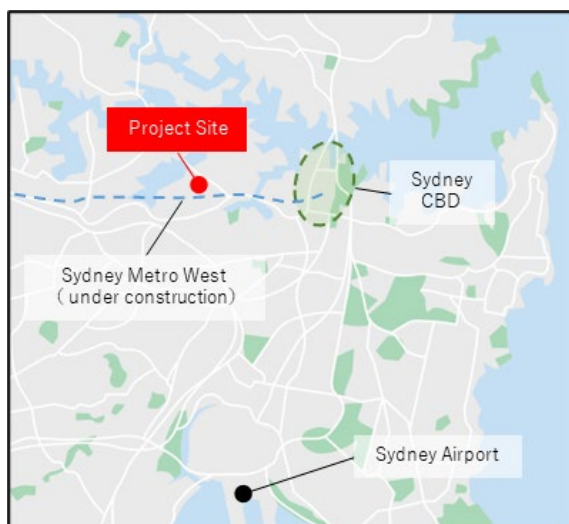 Project Site
Sydney
CBD
Sydney Metro West
( under construction)
Sydney Airport